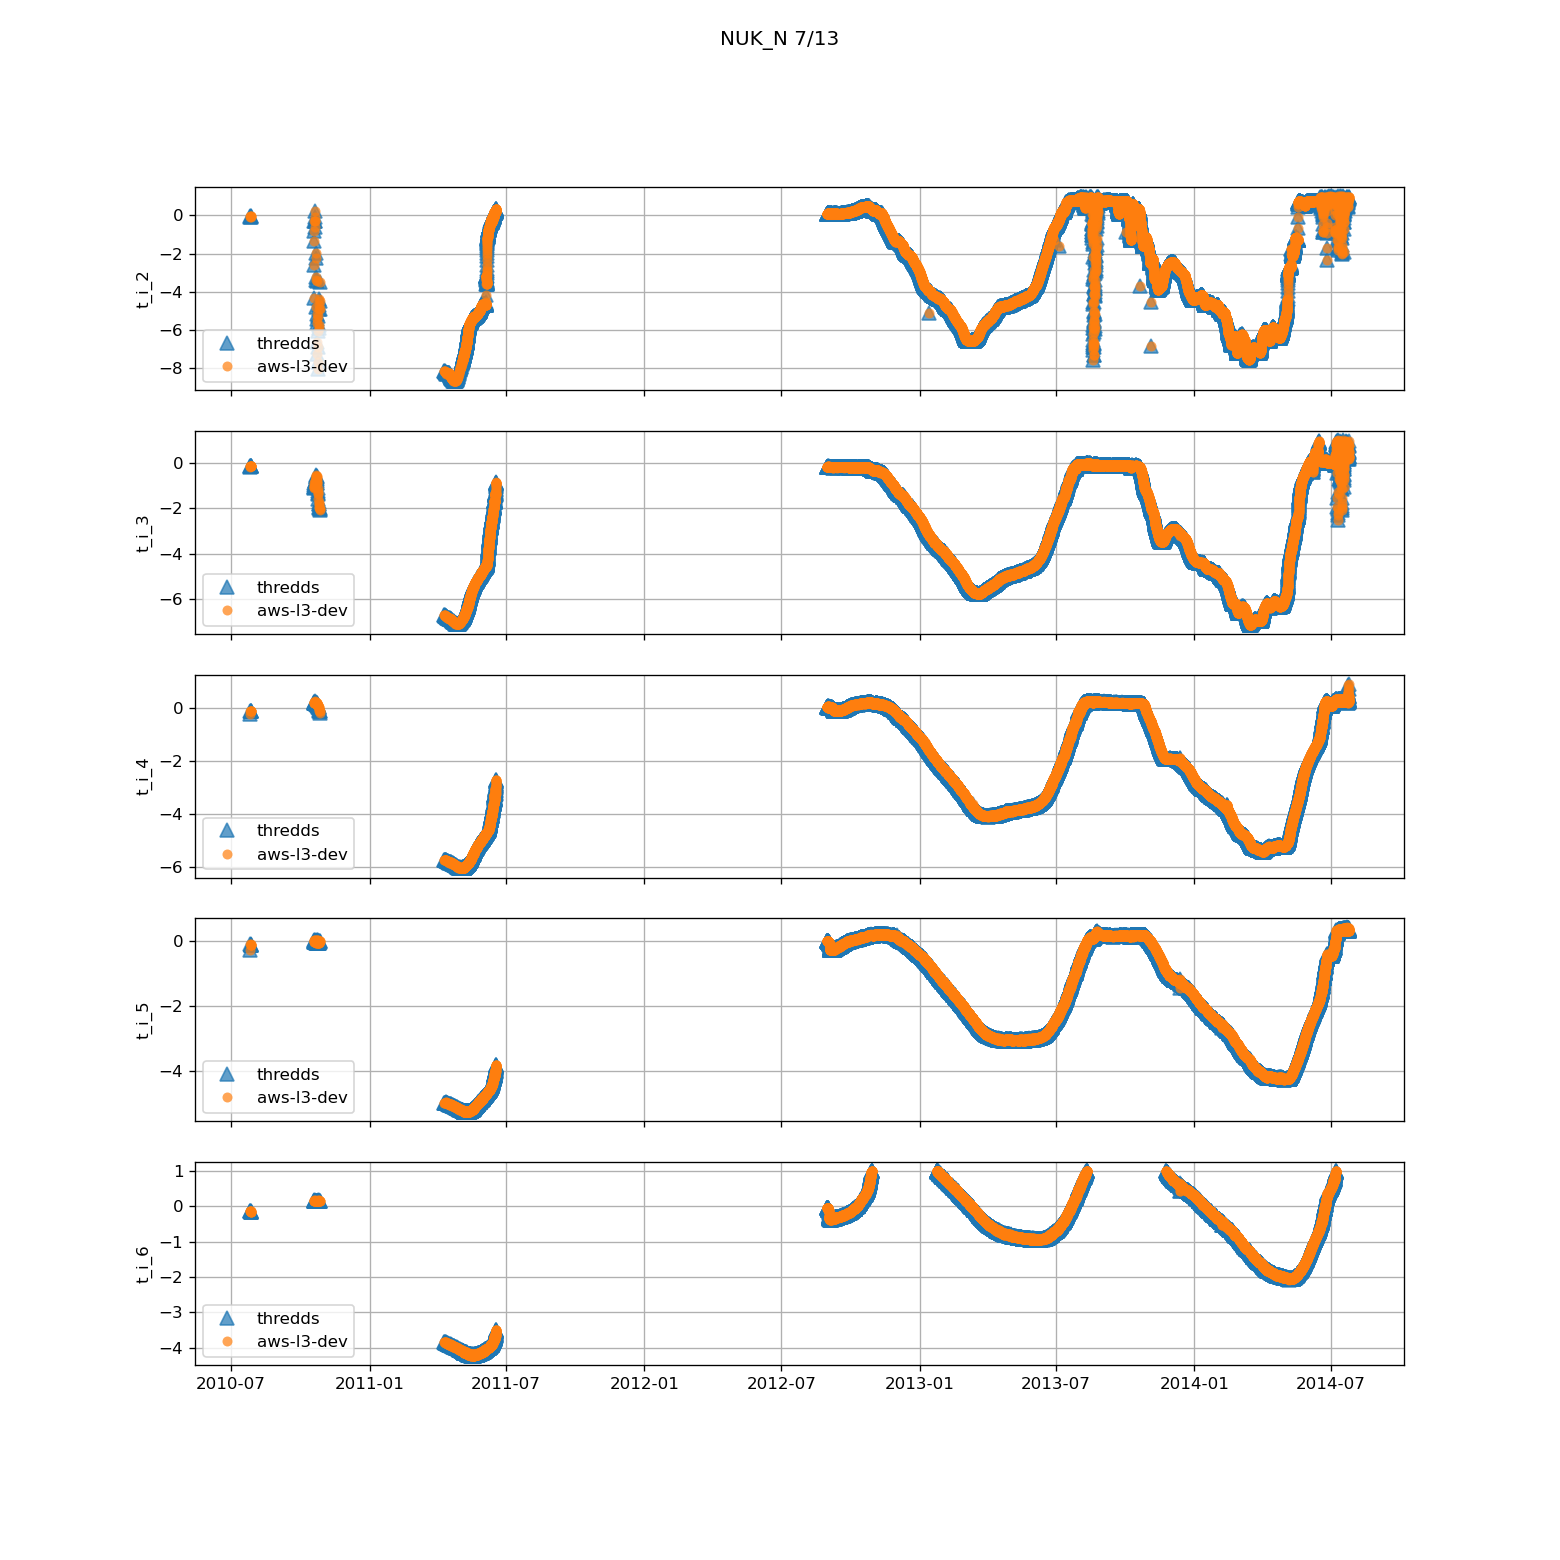 NUK_N 7/13
0
−2
−4
−6
−8
t_i_2
thredds
aws-l3-dev
0
−2
−4
−6
t_i_3
thredds
aws-l3-dev
0
−2
−4
−6
t_i_4
thredds
aws-l3-dev
0
−2
−4
t_i_5
thredds
aws-l3-dev
1
0
−1
−2
−3
−4
t_i_6
thredds
aws-l3-dev
2010-07 2011-01 2011-07 2012-01 2012-07 2013-01 2013-07 2014-01 2014-07